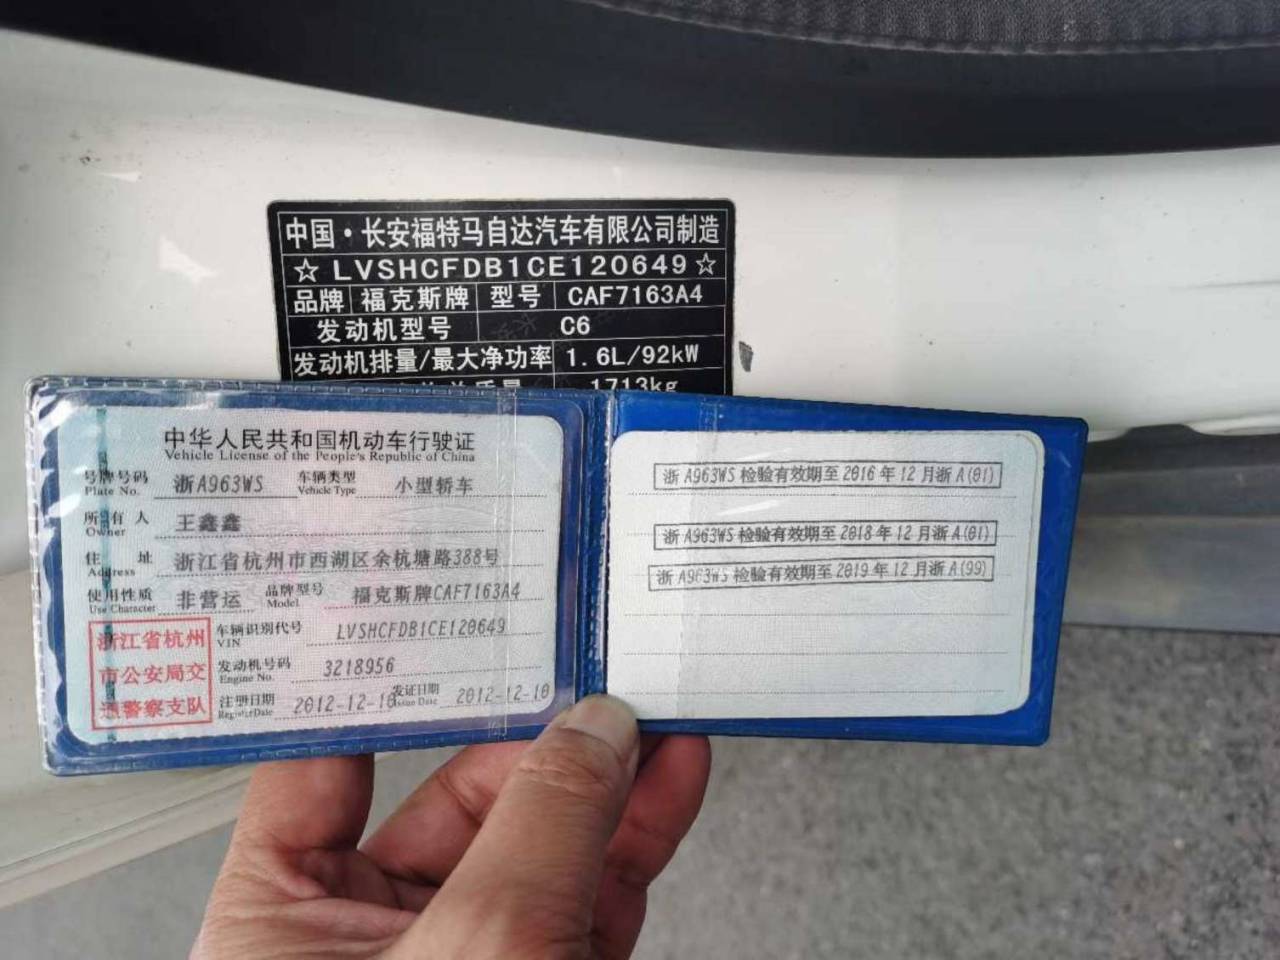 中国·长安福特马自达汽车有限公司制造
☆LVSHCFDB1CE120649☆
品牌 福克斯牌 型号 CAF7163A4
发动机型号 C6
发动机排量/最大净功率 1.6L/92kW
质量 1713kg
中华人民共和国机动车行驶证
Vehicle License of the People's Republic of China
号牌号码 浙A963WS 车辆类型 小型轿车
Plate No. Vehicle Type
所有人 王鑫鑫
Owner
住址 浙江省杭州市西湖区余杭塘路388号
Address
使用性质 非营运 品牌型号 福克斯牌CAF7163A4
Use Character Model
浙江省杭州
市公安局交
通警察支队
车辆识别代号 LVSHCFDB1CE120649
VIN
发动机号码 3218956
Engine No.
注册日期 2012-12-10 发证日期 2012-12-10
Register Date Issue Date
浙A963WS检验有效期至2016年12月浙A(01)
浙A963WS检验有效期至2018年12月浙A(01)
浙A963WS检验有效期至2019年12月浙A(99)